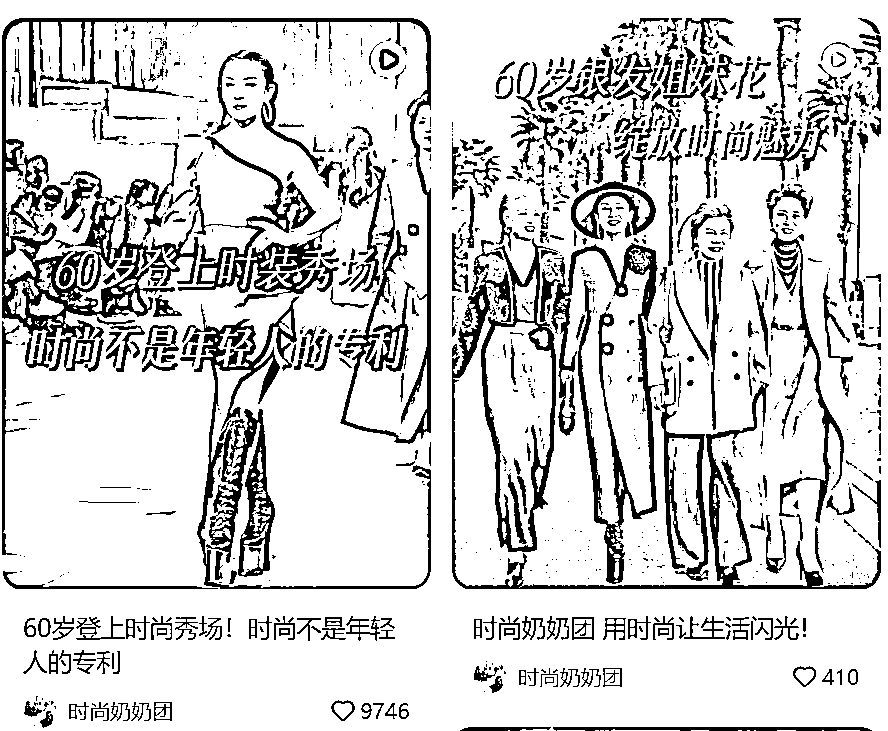 60岁登上时装秀场!
时尚不是年轻人的专利
60岁登上时尚秀场！时尚不是年轻
人的专利
时尚奶奶团
9746
60岁银发姐妹花
绽放时尚魅力
时尚奶奶团 用时尚让生活闪光！
时尚奶奶团
410